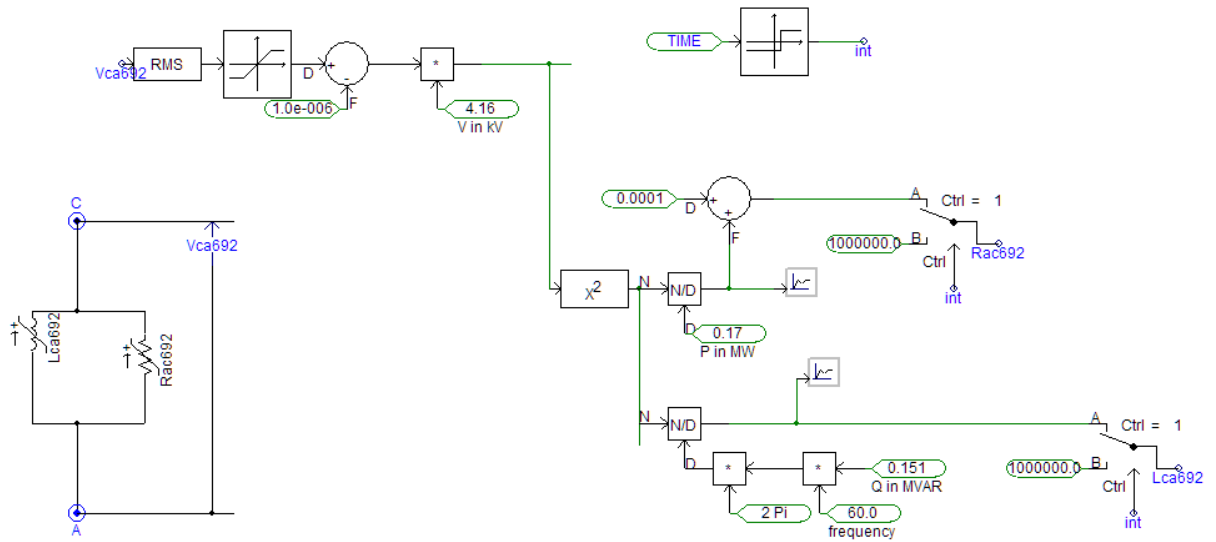 TIME
int
Vca692
RMS
D
+
-
F
1.0e-006
*
4.16
V in kV
C
Vca692
+
Lca692
+
Rac692
A
0.0001
D
+
+
F
A
Ctrl = 1
1000000.0
B
Ctrl
Rac692
int
X2
N
N/D
D
0.17
P in MW
N
N/D
D
*
*
0.151
Q in MVAR
2 Pi
60.0
frequency
A
Ctrl = 1
1000000.0
B
Ctrl
Lca692
int